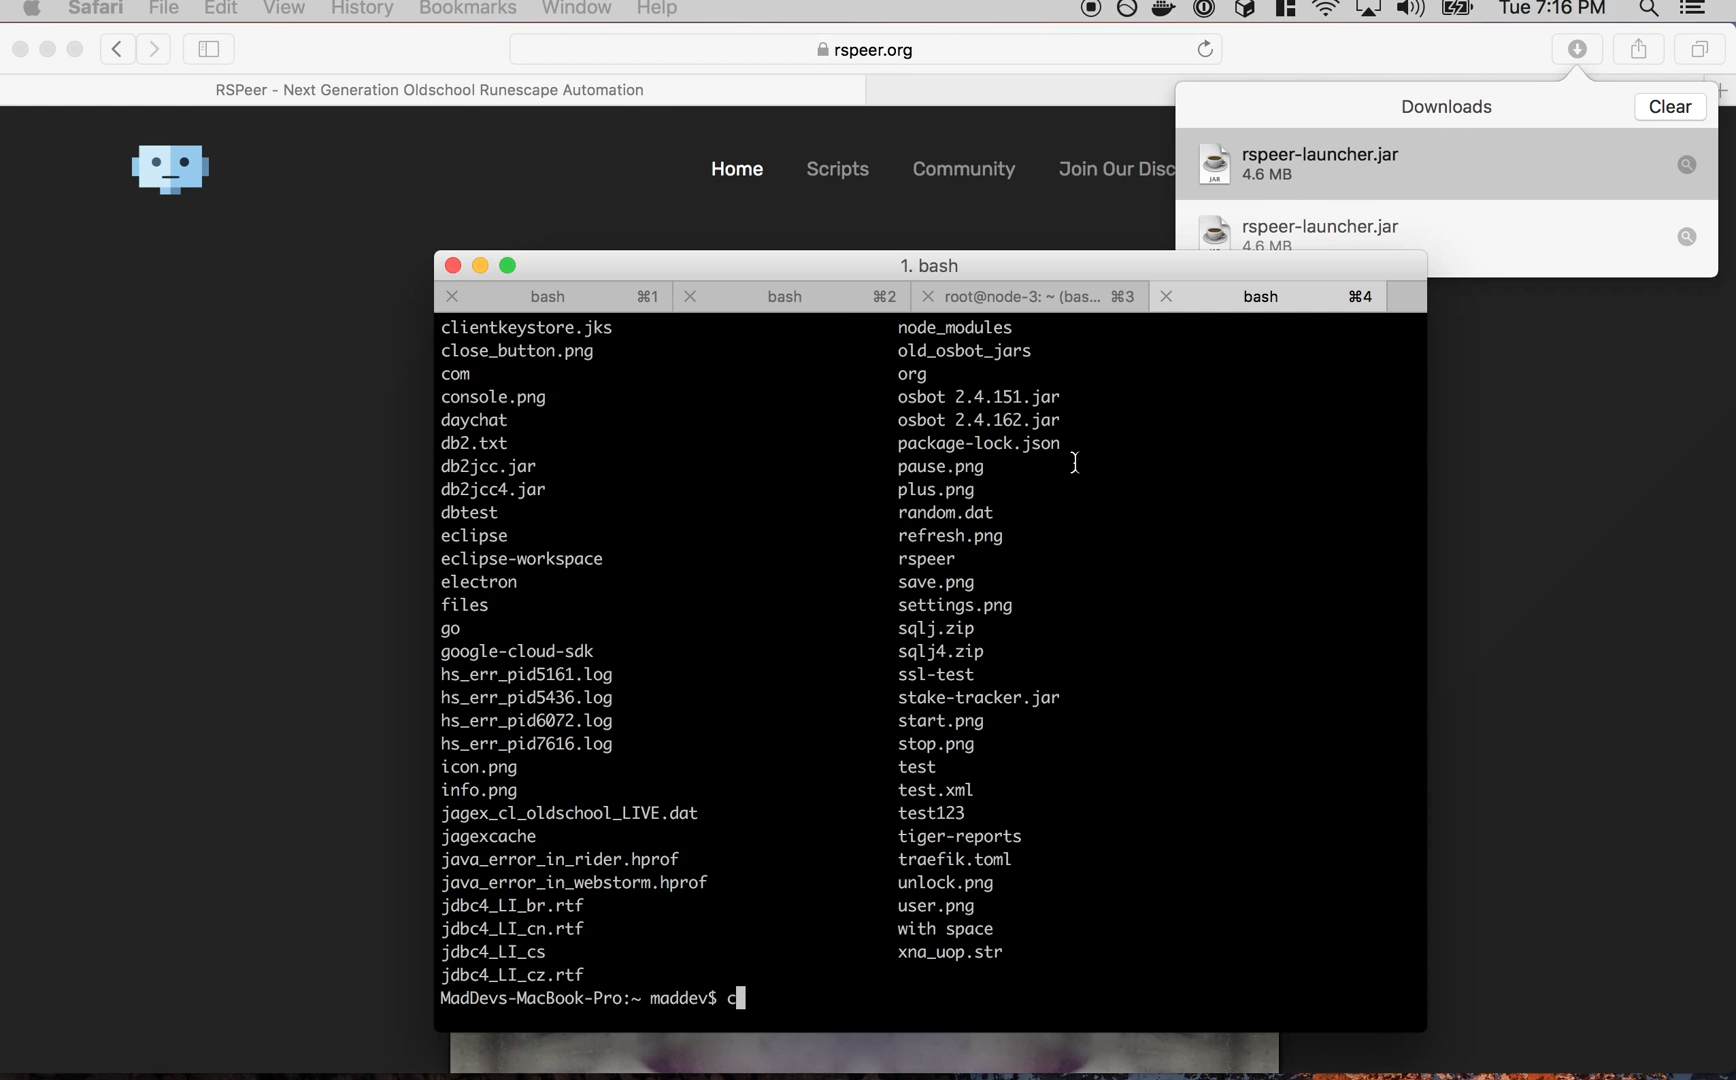 Safari File Edit View History Bookmarks Window Help Tue 7:16 PM
rspeer.org
RSPeer - Next Generation Oldschool Runescape Automation
Downloads Clear
Home Scripts Community Join Our Disc
rspeer-launcher.jar
4.6 MB
JAR
rspeer-launcher.jar
4.6 MB
1. bash
bash ⌘1 bash ⌘2 root@node-3: ~ (bas... ⌘3 bash ⌘4
clientkeystore.jks node_modules
close_button.png old_osbot_jars
com org
console.png osbot 2.4.151.jar
daychat osbot 2.4.162.jar
db2.txt package-lock.json
db2jcc.jar pause.png
db2jcc4.jar plus.png
dbtest random.dat
eclipse refresh.png
eclipse-workspace rspeer
electron save.png
files settings.png
go sqlj.zip
google-cloud-sdk sqlj4.zip
hs_err_pid5161.log ssl-test
hs_err_pid5436.log stake-tracker.jar
hs_err_pid6072.log start.png
hs_err_pid7616.log stop.png
icon.png test
info.png test.xml
jagex_cl_oldschool_LIVE.dat test123
jagexcache tiger-reports
java_error_in_rider.hprof traefik.toml
java_error_in_webstorm.hprof unlock.png
jdbc4_LI_br.rtf user.png
jdbc4_LI_cn.rtf with space
jdbc4_LI_cs xna_uop.str
jdbc4_LI_cz.rtf
MadDevs-MacBook-Pro:~ maddev$ c